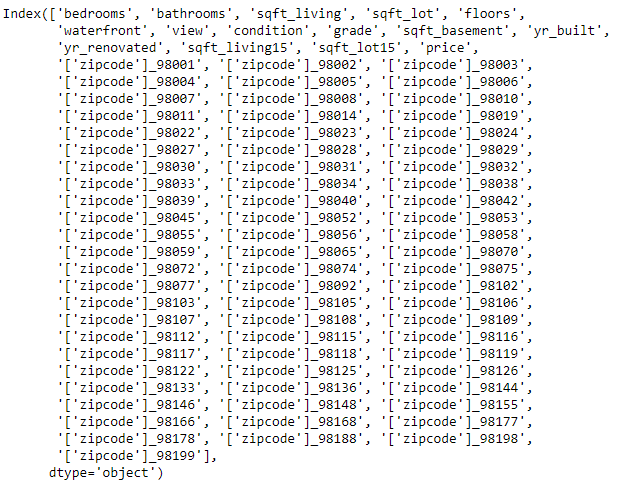 Index(['bedrooms', 'bathrooms', 'sqft_living', 'sqft_lot', 'floors',
'waterfront', 'view', 'condition', 'grade', 'sqft_basement', 'yr_built',
'yr_renovated', 'sqft_living15', 'sqft_lot15', 'price',
'['zipcode']_98001', '['zipcode']_98002', '['zipcode']_98003',
'['zipcode']_98004', '['zipcode']_98005', '['zipcode']_98006',
'['zipcode']_98007', '['zipcode']_98008', '['zipcode']_98010',
'['zipcode']_98011', '['zipcode']_98014', '['zipcode']_98019',
'['zipcode']_98022', '['zipcode']_98023', '['zipcode']_98024',
'['zipcode']_98027', '['zipcode']_98028', '['zipcode']_98029',
'['zipcode']_98030', '['zipcode']_98031', '['zipcode']_98032',
'['zipcode']_98033', '['zipcode']_98034', '['zipcode']_98038',
'['zipcode']_98039', '['zipcode']_98040', '['zipcode']_98042',
'['zipcode']_98045', '['zipcode']_98052', '['zipcode']_98053',
'['zipcode']_98055', '['zipcode']_98056', '['zipcode']_98058',
'['zipcode']_98059', '['zipcode']_98065', '['zipcode']_98070',
'['zipcode']_98072', '['zipcode']_98074', '['zipcode']_98075',
'['zipcode']_98077', '['zipcode']_98092', '['zipcode']_98102',
'['zipcode']_98103', '['zipcode']_98105', '['zipcode']_98106',
'['zipcode']_98107', '['zipcode']_98108', '['zipcode']_98109',
'['zipcode']_98112', '['zipcode']_98115', '['zipcode']_98116',
'['zipcode']_98117', '['zipcode']_98118', '['zipcode']_98119',
'['zipcode']_98122', '['zipcode']_98125', '['zipcode']_98126',
'['zipcode']_98133', '['zipcode']_98136', '['zipcode']_98144',
'['zipcode']_98146', '['zipcode']_98148', '['zipcode']_98155',
'['zipcode']_98166', '['zipcode']_98168', '['zipcode']_98177',
'['zipcode']_98178', '['zipcode']_98188', '['zipcode']_98198',
'['zipcode']_98199'],
dtype='object')